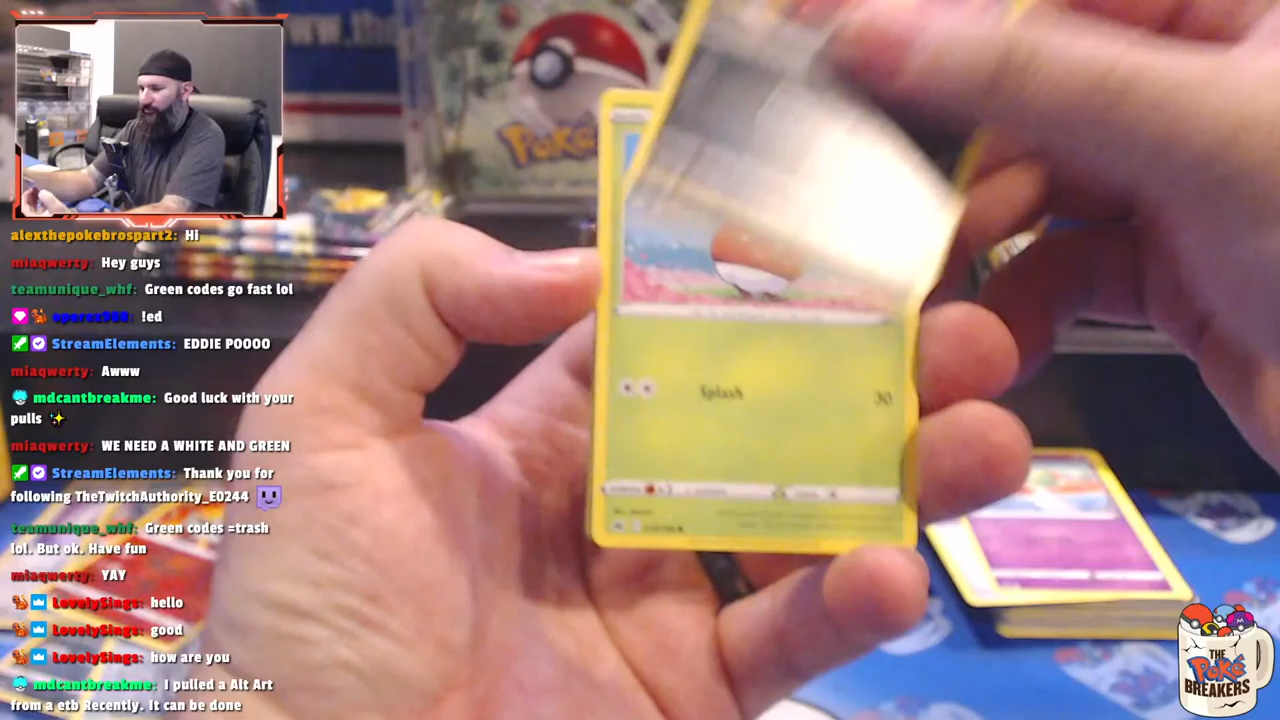 alexthepokebrospart2: Hi
miaqwerty: Hey guys
teamunique_whf: Green codes go fast lol
!ed
StreamElements: EDDIE POOOO
miaqwerty: Awww
mdcantbreakme: Good luck with your
pulls
miaqwerty: WE NEED A WHITE AND GREEN
StreamElements: Thank you for
following TheTwitchAuthority_E0244
teamunique_whf: Green codes =trash
lol. But ok. Have fun
miaqwerty: YAY
LovelySings: hello
LovelySings: good
LovelySings: how are you
mdcantbreakme: I pulled a Alt Art
from a etb Recently. It can be done
Poké
Splash 30
THE
Poké
BREAKERS